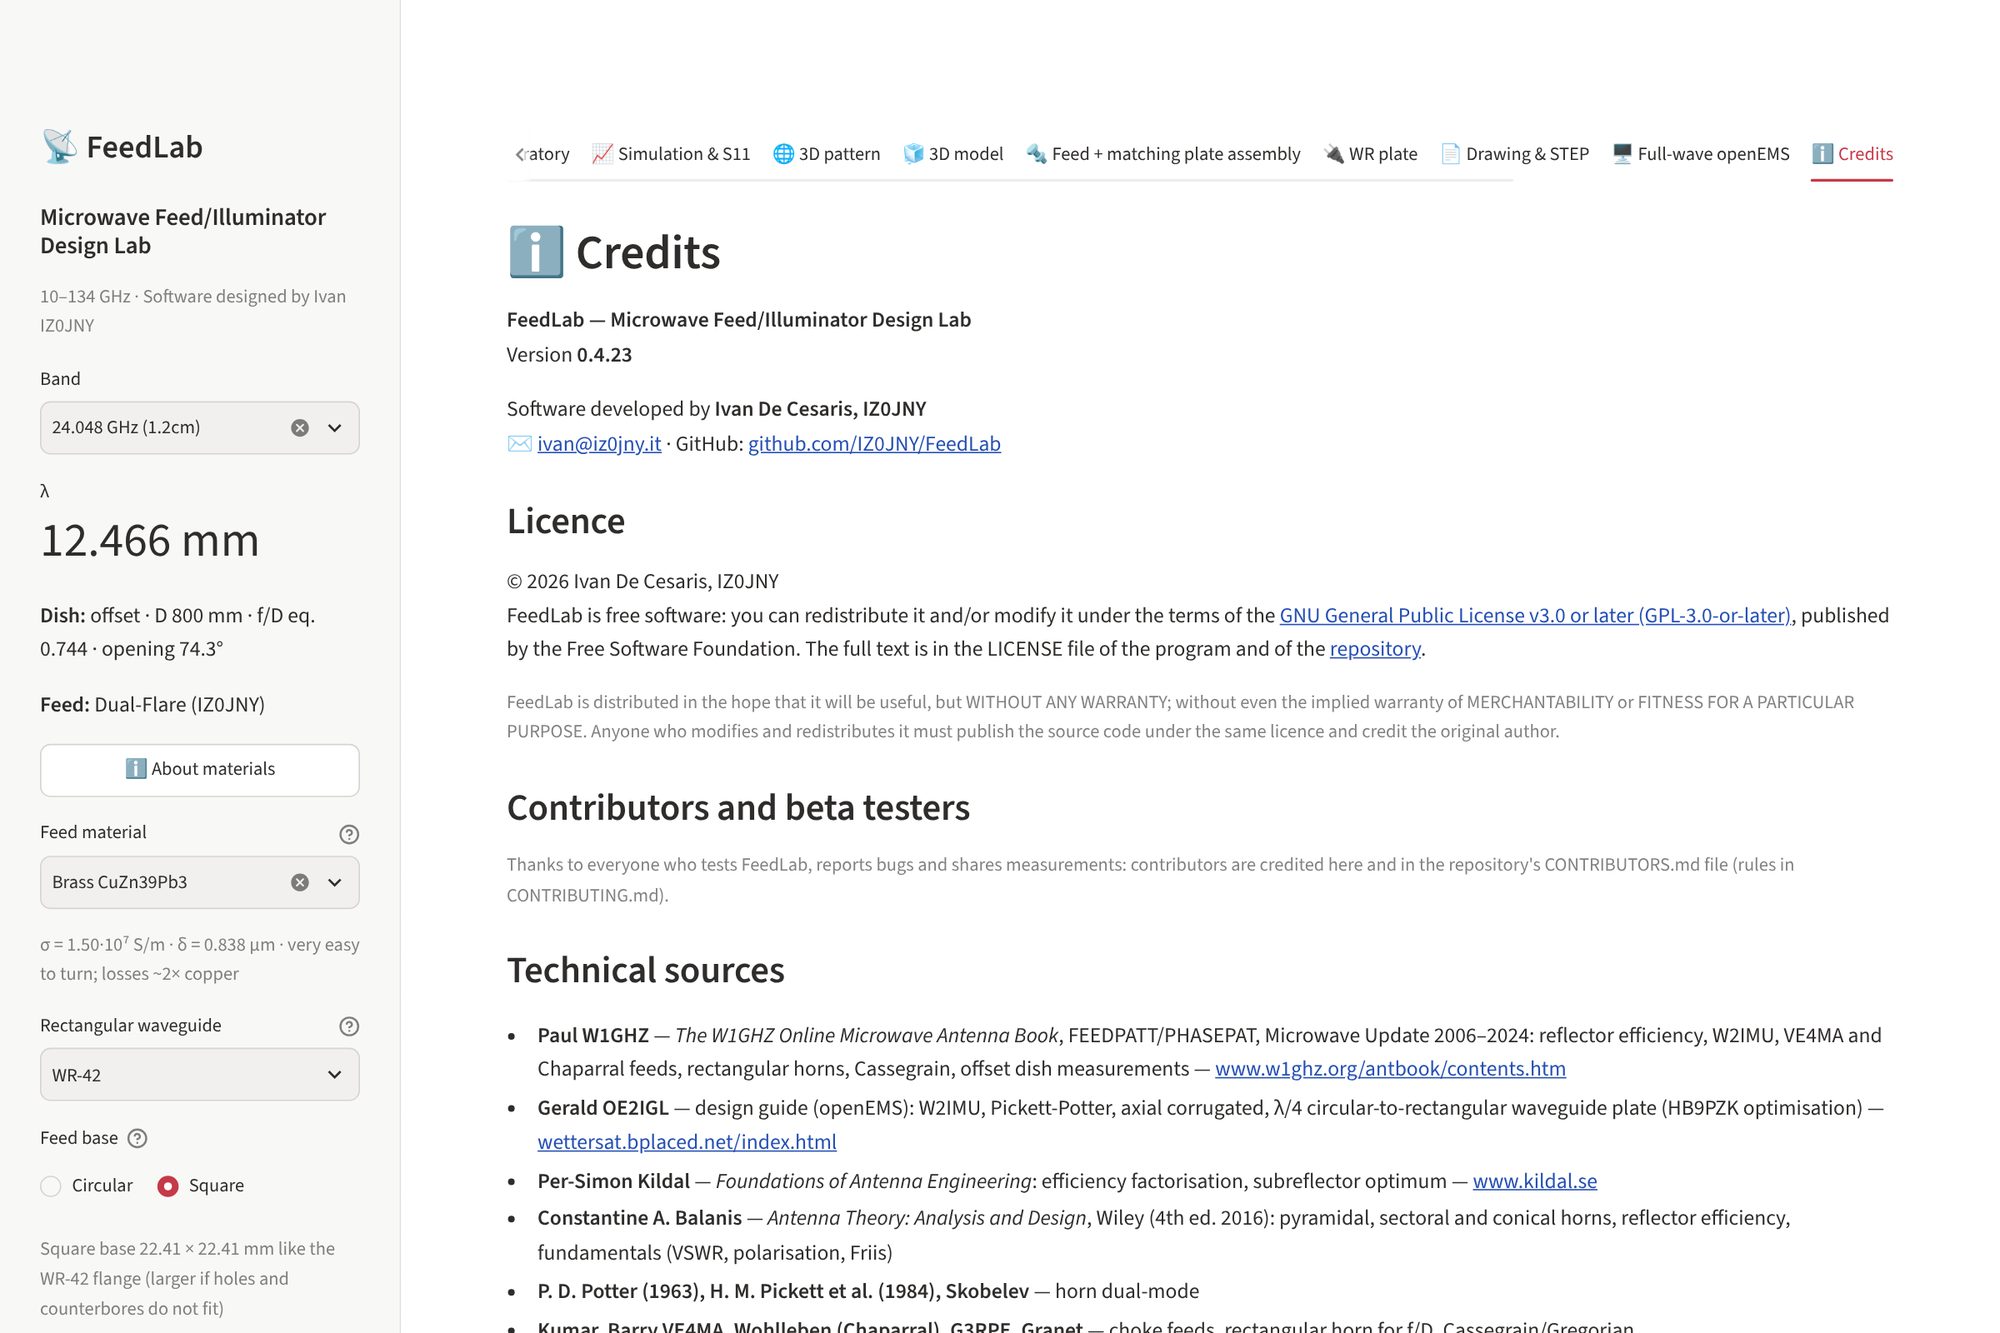 📡 FeedLab
Microwave Feed/Illuminator
Design Lab
10–134 GHz · Software designed by Ivan
IZ0JNY
Band
24.048 GHz (1.2cm)
λ
12.466 mm
Dish: offset · D 800 mm · f/D eq.
0.744 · opening 74.3°
Feed: Dual-Flare (IZ0JNY)
ℹ️ About materials
Feed material
Brass CuZn39Pb3
σ = 1.50·10⁷ S/m · δ = 0.838 µm · very easy
to turn; losses ~2× copper
Rectangular waveguide
WR-42
Feed base
Circular Square
Square base 22.41 × 22.41 mm like the
WR-42 flange (larger if holes and
counterbores do not fit)
ratory 📈 Simulation & S11 🌐 3D pattern 🧊 3D model 🔩 Feed + matching plate assembly 🔌 WR plate 📄 Drawing & STEP 🖥️ Full-wave openEMS ℹ️ Credits
ℹ️ Credits
FeedLab — Microwave Feed/Illuminator Design Lab
Version 0.4.23
Software developed by Ivan De Cesaris, IZ0JNY
✉️ ivan@iz0jny.it · GitHub: github.com/IZ0JNY/FeedLab
Licence
© 2026 Ivan De Cesaris, IZ0JNY
FeedLab is free software: you can redistribute it and/or modify it under the terms of the GNU General Public License v3.0 or later (GPL-3.0-or-later), published
by the Free Software Foundation. The full text is in the LICENSE file of the program and of the repository.
FeedLab is distributed in the hope that it will be useful, but WITHOUT ANY WARRANTY; without even the implied warranty of MERCHANTABILITY or FITNESS FOR A PARTICULAR
PURPOSE. Anyone who modifies and redistributes it must publish the source code under the same licence and credit the original author.
Contributors and beta testers
Thanks to everyone who tests FeedLab, reports bugs and shares measurements: contributors are credited here and in the repository's CONTRIBUTORS.md file (rules in
CONTRIBUTING.md).
Technical sources
• Paul W1GHZ — The W1GHZ Online Microwave Antenna Book, FEEDPATT/PHASEPAT, Microwave Update 2006–2024: reflector efficiency, W2IMU, VE4MA and
Chaparral feeds, rectangular horns, Cassegrain, offset dish measurements — www.w1ghz.org/antbook/contents.htm
• Gerald OE2IGL — design guide (openEMS): W2IMU, Pickett-Potter, axial corrugated, λ/4 circular-to-rectangular waveguide plate (HB9PZK optimisation) —
wettersat.bplaced.net/index.html
• Per-Simon Kildal — Foundations of Antenna Engineering: efficiency factorisation, subreflector optimum — www.kildal.se
• Constantine A. Balanis — Antenna Theory: Analysis and Design, Wiley (4th ed. 2016): pyramidal, sectoral and conical horns, reflector efficiency,
fundamentals (VSWR, polarisation, Friis)
• P. D. Potter (1963), H. M. Pickett et al. (1984), Skobelev — horn dual-mode
• Kumar, Barry VE4MA, Wohlleben (Chaparral), G3RPE, Granet — choke feeds, rectangular horn for f/D, Cassegrain/Gregorian